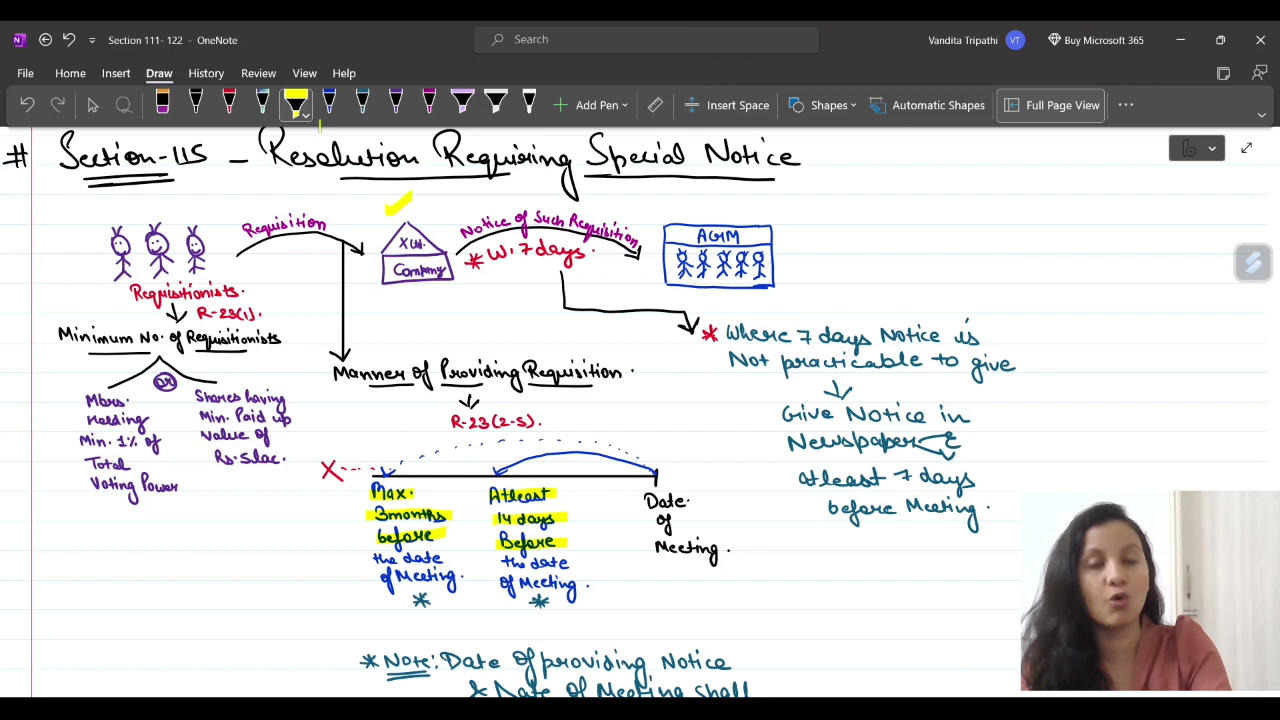 Section 111- 122 - OneNote
Search
Vandita Tripathi
VT
Buy Microsoft 365
File Home Insert Draw History Review View Help
Add Pen
Insert Space
Shapes
Automatic Shapes
Full Page View
# Section-115 - Resolution Requiring Special Notice
Requisition
Notice of Such Requisition
* W. 7 days.
Company
AGM
Requisitionists.
R-23(1).
Minimum No. of Requisitionists
OR
Mbrs.
Holding
Min. 1% of
Total
Voting Power
Shares having
Min. Paid up
Value of
Rs. 5 lac.
Manner of Providing Requisition.
R-23(2-5).
X
Max.
3months
before
the date
of Meeting.
*
Atleast
14 days
Before
the date
of Meeting.
*
Date
of
Meeting.
* Where 7 days Notice is
Not practicable to give
Give Notice in
Newspaper
E
Atleast 7 days
before Meeting.
* Note: Date of providing Notice
& Date of Meeting shall